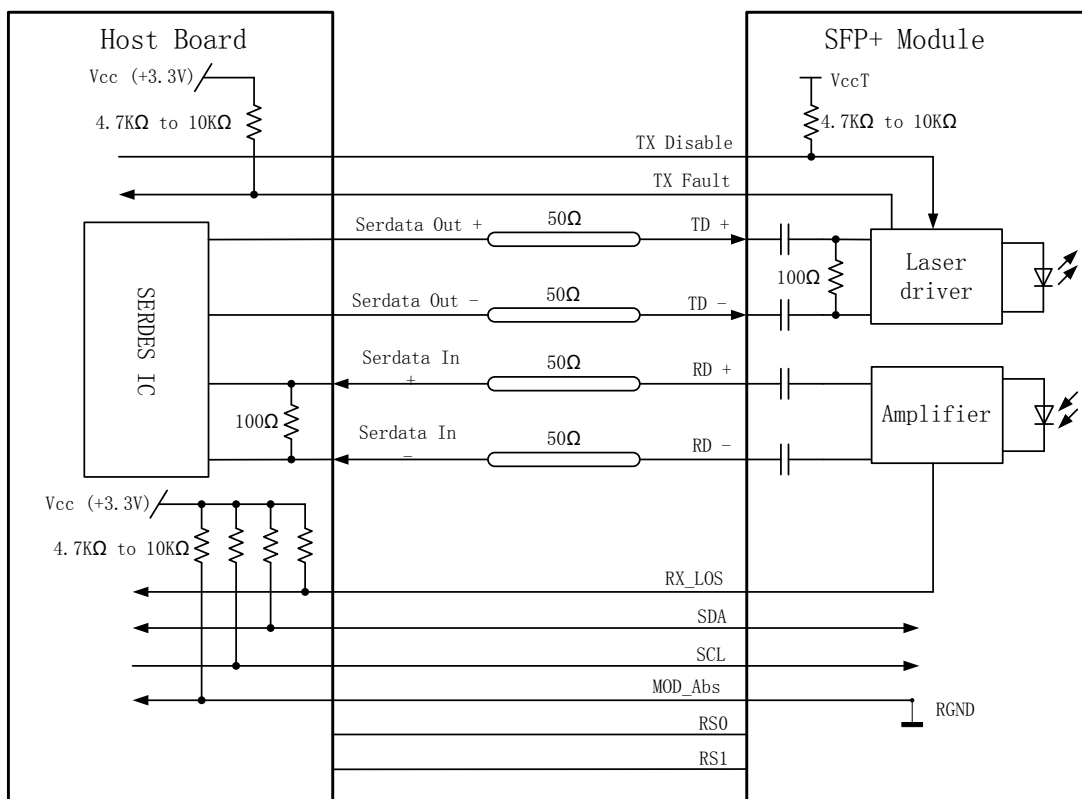 Host Board
SFP+ Module
Vcc (+3.3V)
VccT
4.7KΩ to 10KΩ
4.7KΩ to 10KΩ
TX Disable
TX Fault
Serdata Out +
50Ω
TD +
100Ω
Laser
driver
SERDES IC
Serdata Out -
50Ω
TD -
Serdata In
+
50Ω
RD +
100Ω
Amplifier
Serdata In
-
50Ω
RD -
Vcc (+3.3V)
4.7KΩ to 10KΩ
RX_LOS
SDA
SCL
MOD_Abs
RGND
RS0
RS1